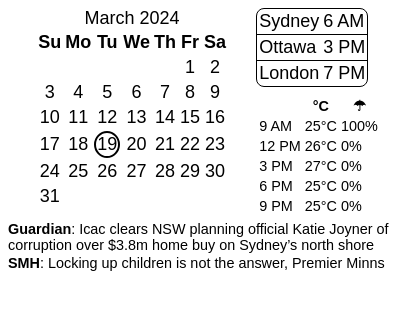 March 2024
Su Mo Tu We Th Fr Sa
1 2
3 4 5 6 7 8 9
10 11 12 13 14 15 16
17 18 19 20 21 22 23
24 25 26 27 28 29 30
31
Sydney 6 AM
Ottawa 3 PM
London 7 PM
°C ☂
9 AM 25°C 100%
12 PM 26°C 0%
3 PM 27°C 0%
6 PM 25°C 0%
9 PM 25°C 0%
Guardian: Icac clears NSW planning official Katie Joyner of
corruption over $3.8m home buy on Sydney’s north shore
SMH: Locking up children is not the answer, Premier Minns